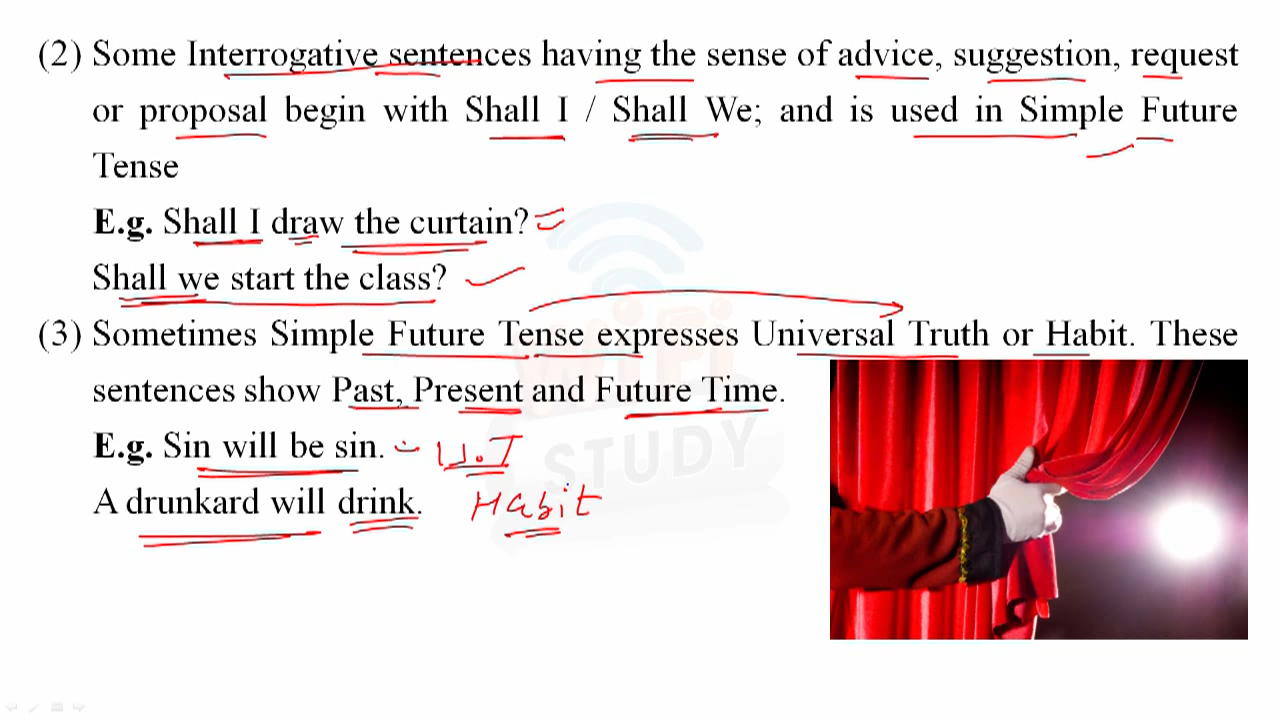 (2) Some Interrogative sentences having the sense of advice, suggestion, request
or proposal begin with Shall I / Shall We; and is used in Simple Future
Tense
E.g. Shall I draw the curtain?
Shall we start the class?
(3) Sometimes Simple Future Tense expresses Universal Truth or Habit. These
sentences show Past, Present and Future Time.
E.g. Sin will be sin. U.T
A drunkard will drink. Habit
WiFi
STUDY